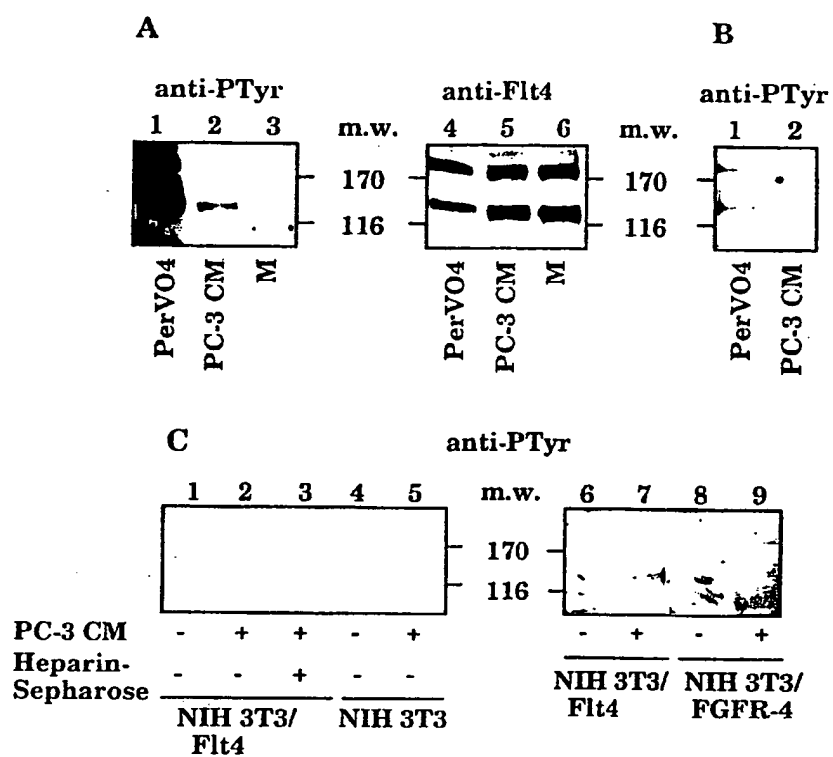 A B
anti-PTyr anti-Flt4 anti-PTyr
1 2 3 m.w. 4 5 6 m.w. 1 2
170 170
116 116
PerVO4 PC-3 CM M PerVO4 PC-3 CM M PerVO4 PC-3 CM
C anti-PTyr
1 2 3 4 5 m.w. 6 7 8 9
170
116
PC-3 CM - + + - + - + - +
Heparin-
Sepharose - - + - -
NIH 3T3/ NIH 3T3 NIH 3T3/ NIH 3T3/
Flt4 Flt4 FGFR-4